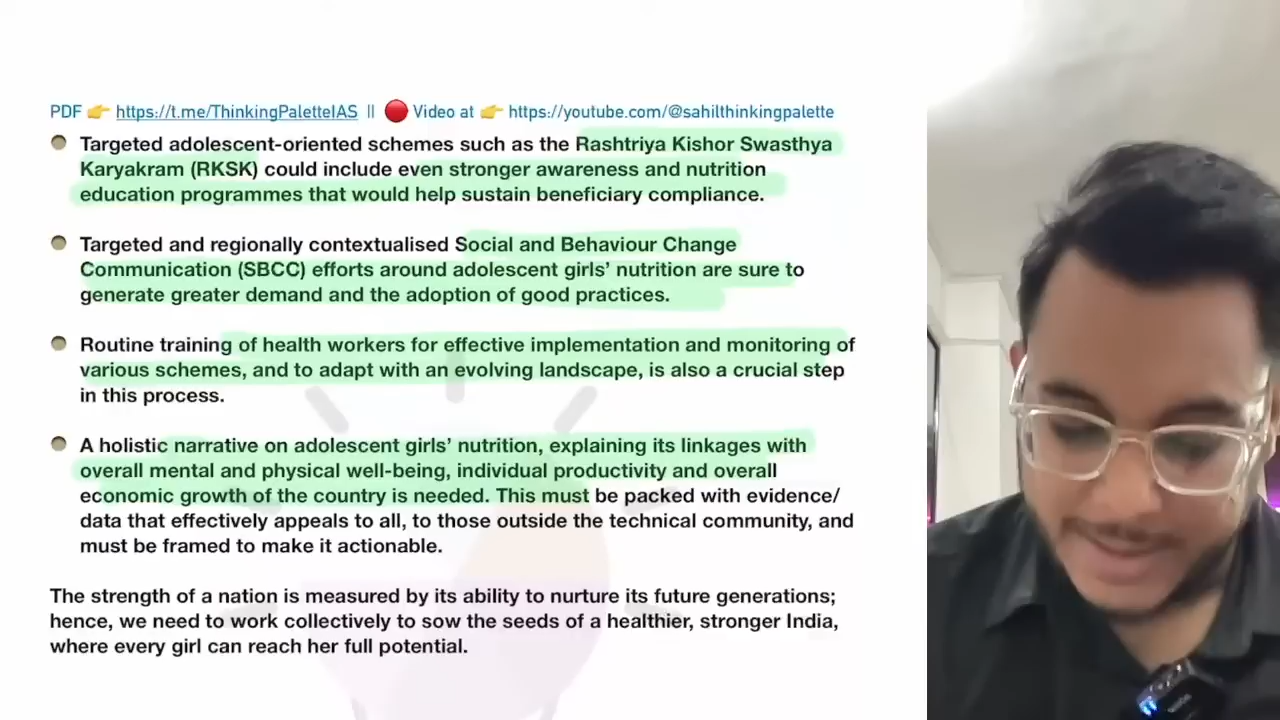 PDF 👉 https://t.me/ThinkingPaletteIAS || 🔴 Video at 👉 https://youtube.com/@sahilthinkingpalette
Targeted adolescent-oriented schemes such as the Rashtriya Kishor Swasthya
Karyakram (RKSK) could include even stronger awareness and nutrition
education programmes that would help sustain beneficiary compliance.
Targeted and regionally contextualised Social and Behaviour Change
Communication (SBCC) efforts around adolescent girls’ nutrition are sure to
generate greater demand and the adoption of good practices.
Routine training of health workers for effective implementation and monitoring of
various schemes, and to adapt with an evolving landscape, is also a crucial step
in this process.
A holistic narrative on adolescent girls’ nutrition, explaining its linkages with
overall mental and physical well-being, individual productivity and overall
economic growth of the country is needed. This must be packed with evidence/
data that effectively appeals to all, to those outside the technical community, and
must be framed to make it actionable.
The strength of a nation is measured by its ability to nurture its future generations;
hence, we need to work collectively to sow the seeds of a healthier, stronger India,
where every girl can reach her full potential.